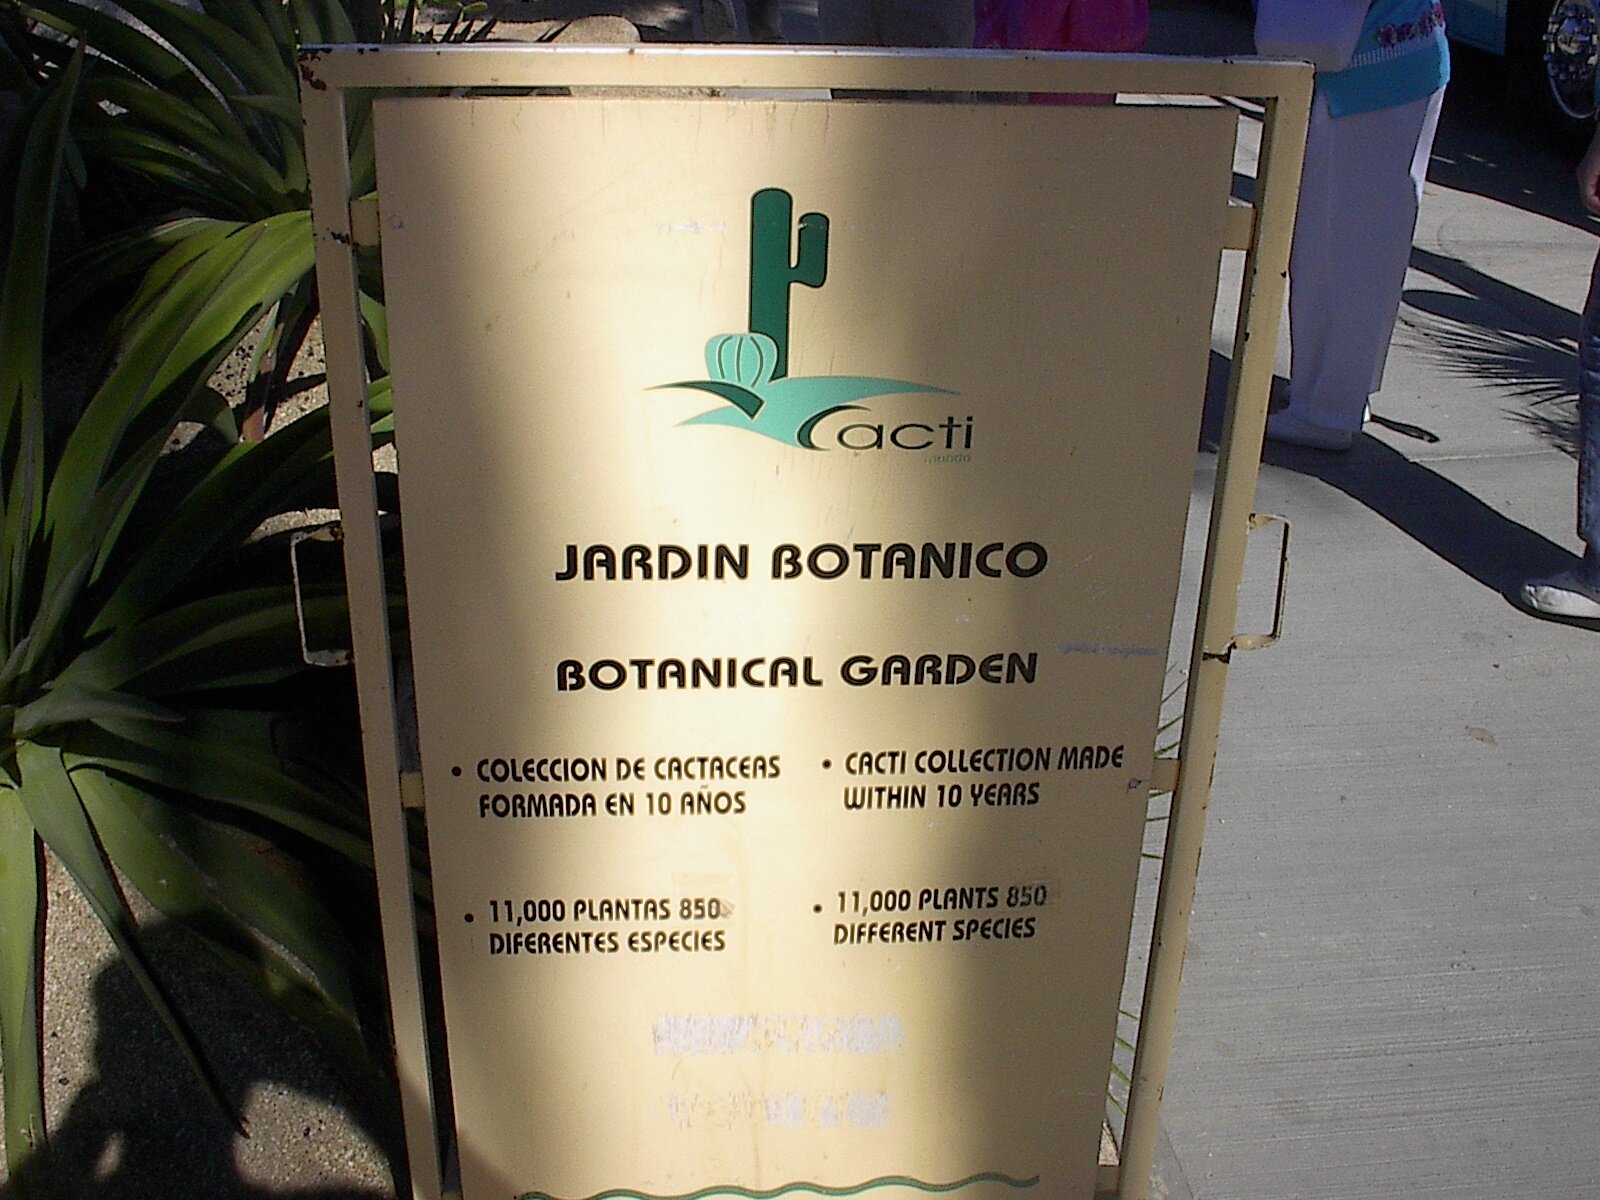 Cacti
mundo
JARDIN BOTANICO
BOTANICAL GARDEN
• COLECCION DE CACTACEAS
FORMADA EN 10 AÑOS
• CACTI COLLECTION MADE
WITHIN 10 YEARS
• 11,000 PLANTAS 850
DIFERENTES ESPECIES
• 11,000 PLANTS 850
DIFFERENT SPECIES